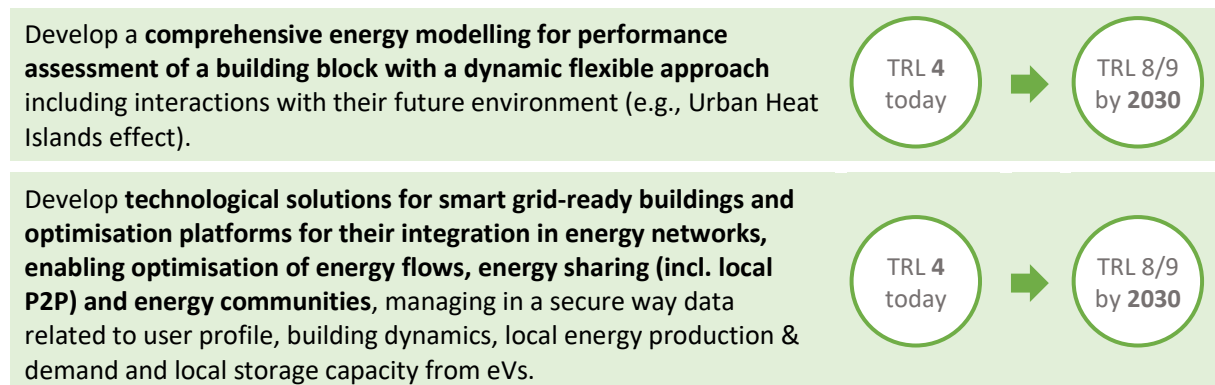 Develop a comprehensive energy modelling for performance
assessment of a building block with a dynamic flexible approach
including interactions with their future environment (e.g., Urban Heat
Islands effect).
TRL 4
today
TRL 8/9
by 2030
Develop technological solutions for smart grid-ready buildings and
optimisation platforms for their integration in energy networks,
enabling optimisation of energy flows, energy sharing (incl. local
P2P) and energy communities, managing in a secure way data
related to user profile, building dynamics, local energy production &
demand and local storage capacity from eVs.
TRL 4
today
TRL 8/9
by 2030